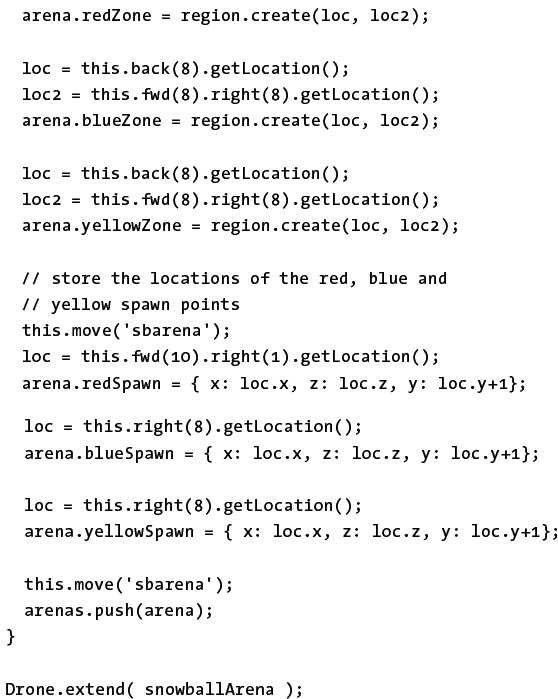 arena.redZone = region.create(loc, loc2);
loc = this.back(8).getLocation();
loc2 = this.fwd(8).right(8).getLocation();
arena.blueZone = region.create(loc, loc2);
loc = this.back(8).getLocation();
loc2 = this.fwd(8).right(8).getLocation();
arena.yellowZone = region.create(loc, loc2);
// store the locations of the red, blue and
// yellow spawn points
this.move('sbarena');
loc = this.fwd(10).right(1).getLocation();
arena.redSpawn = { x: loc.x, z: loc.z, y: loc.y+1};
loc = this.right(8).getLocation();
arena.blueSpawn = { x: loc.x, z: loc.z, y: loc.y+1};
loc = this.right(8).getLocation();
arena.yellowSpawn = { x: loc.x, z: loc.z, y: loc.y+1};
this.move('sbarena');
arenas.push(arena);
}
Drone.extend( snowballArena );